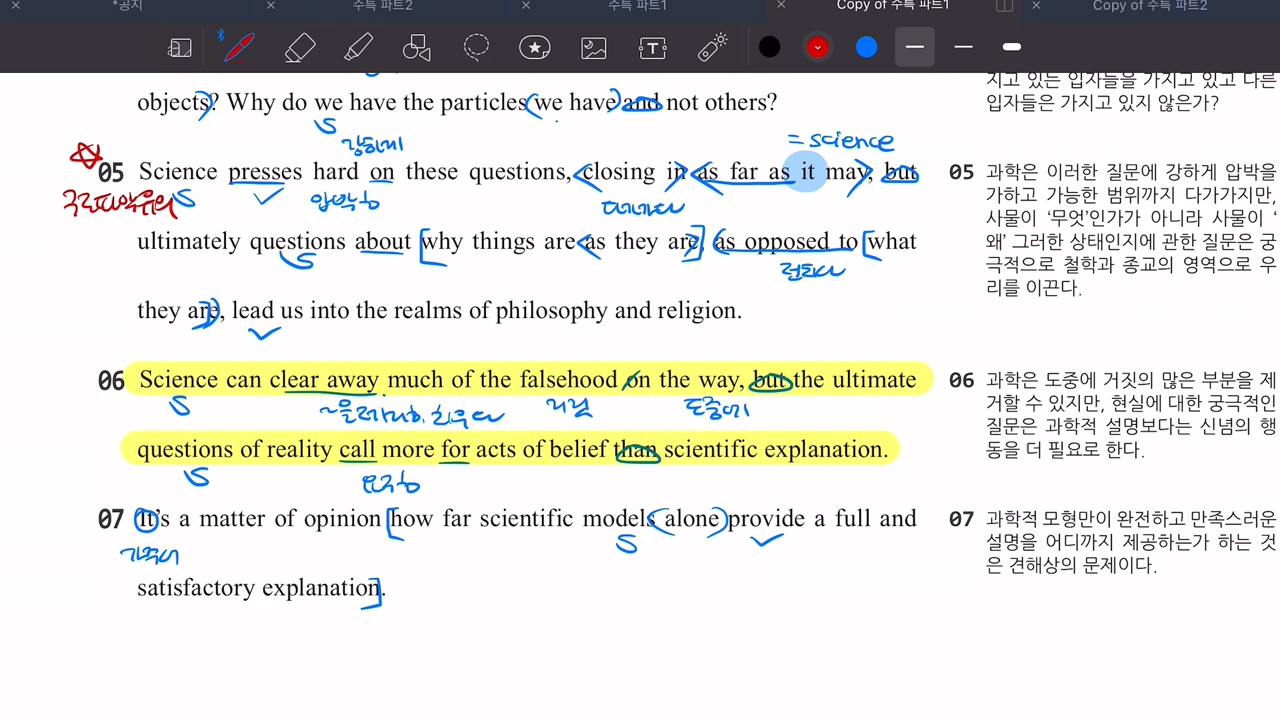 *공지
수특 파트2
수특 파트1
Copy of 수특 파트1
Copy of 수특 파트2
objects? Why do we have the particles we have and not others?
지고 있는 입자들을 가지고 있고 다른
입자들은 가지고 있지 않은가?
S
강하게
= science
05 Science presses hard on these questions, closing in as far as it may, but
S
압박
다가가다
ultimately questions about why things are as they are, as opposed to what
S
they are, lead us into the realms of philosophy and religion.
05 과학은 이러한 질문에 강하게 압박을
가하고 가능한 범위까지 다가가지만,
사물이 ‘무엇’인가가 아니라 사물이 ‘
왜’ 그러한 상태인지에 관한 질문은 궁
극적으로 철학과 종교의 영역으로 우
리를 이끈다.
06 Science can clear away much of the falsehood on the way, but the ultimate
S
거짓
도중에
questions of reality call more for acts of belief than scientific explanation.
S
06 과학은 도중에 거짓의 많은 부분을 제
거할 수 있지만, 현실에 대한 궁극적인
질문은 과학적 설명보다는 신념의 행
동을 더 필요로 한다.
07 It's a matter of opinion how far scientific models alone provide a full and
가주어
S
satisfactory explanation.
07 과학적 모형만이 완전하고 만족스러운
설명을 어디까지 제공하는가 하는 것
은 견해상의 문제이다.